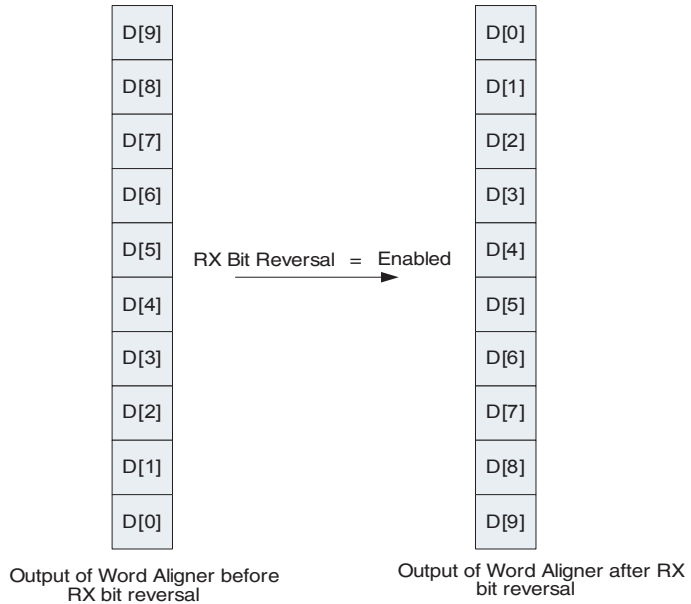 D[9]
D[8]
D[7]
D[6]
D[5]
D[4]
D[3]
D[2]
D[1]
D[0]
Output of Word Aligner before
RX bit reversal
RX Bit Reversal = Enabled
D[0]
D[1]
D[2]
D[3]
D[4]
D[5]
D[6]
D[7]
D[8]
D[9]
Output of Word Aligner after RX
bit reversal